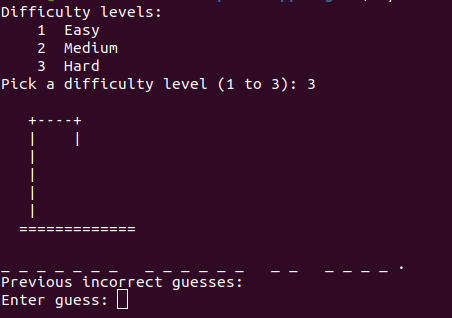 Difficulty levels:
    1  Easy
    2  Medium
    3  Hard
Pick a difficulty level (1 to 3): 3

   +----+
   |    |
   |
   |
   |
   |
  =============

_ _ _ _ _ _ _   _ _ _ _ _ _   _ _   _ _ _ _ .
Previous incorrect guesses:
Enter guess: